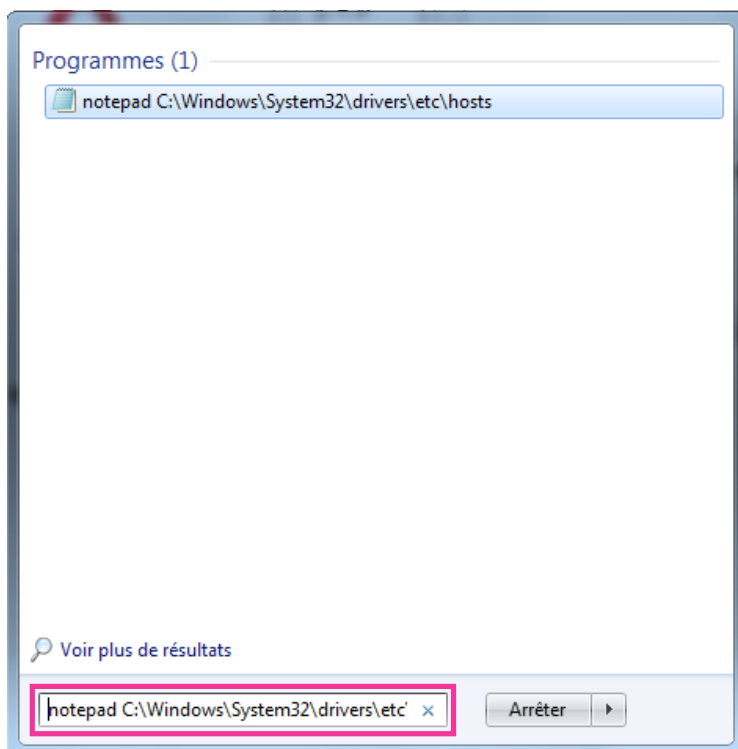 Programmes (1)
notepad C:\Windows\System32\drivers\etc\hosts
Voir plus de résultats
notepad C:\Windows\System32\drivers\etc\
Arrêter